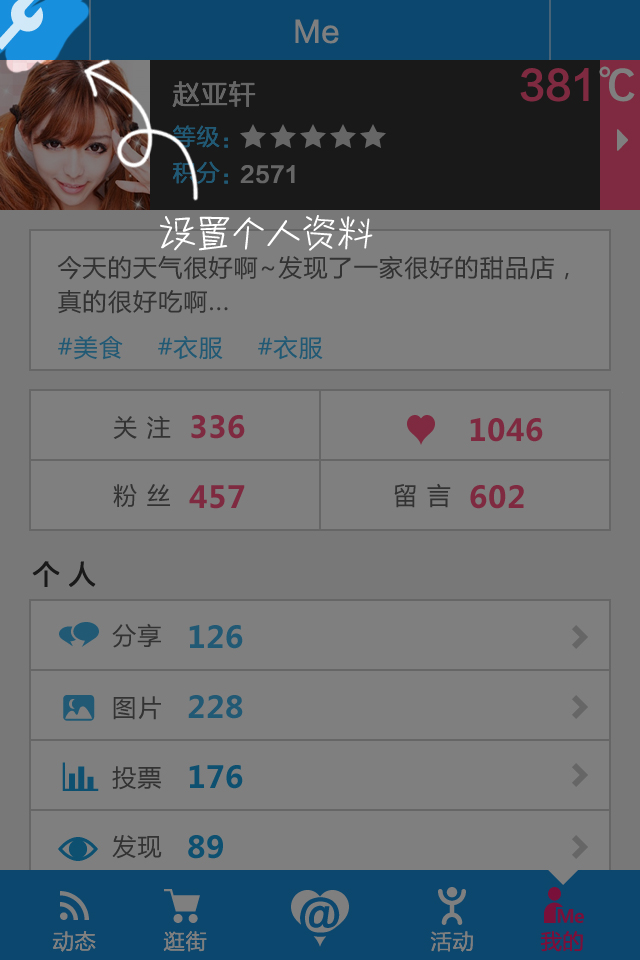 Me
赵亚轩
381℃
等级：
积分：2571
设置个人资料
今天的天气很好啊~发现了一家很好的甜品店，
真的很好吃啊...
#美食 #衣服 #衣服
关注 336
1046
粉丝 457
留言 602
个人
分享 126
图片 228
投票 176
发现 89
@
Me
动态 逛街 活动 我的